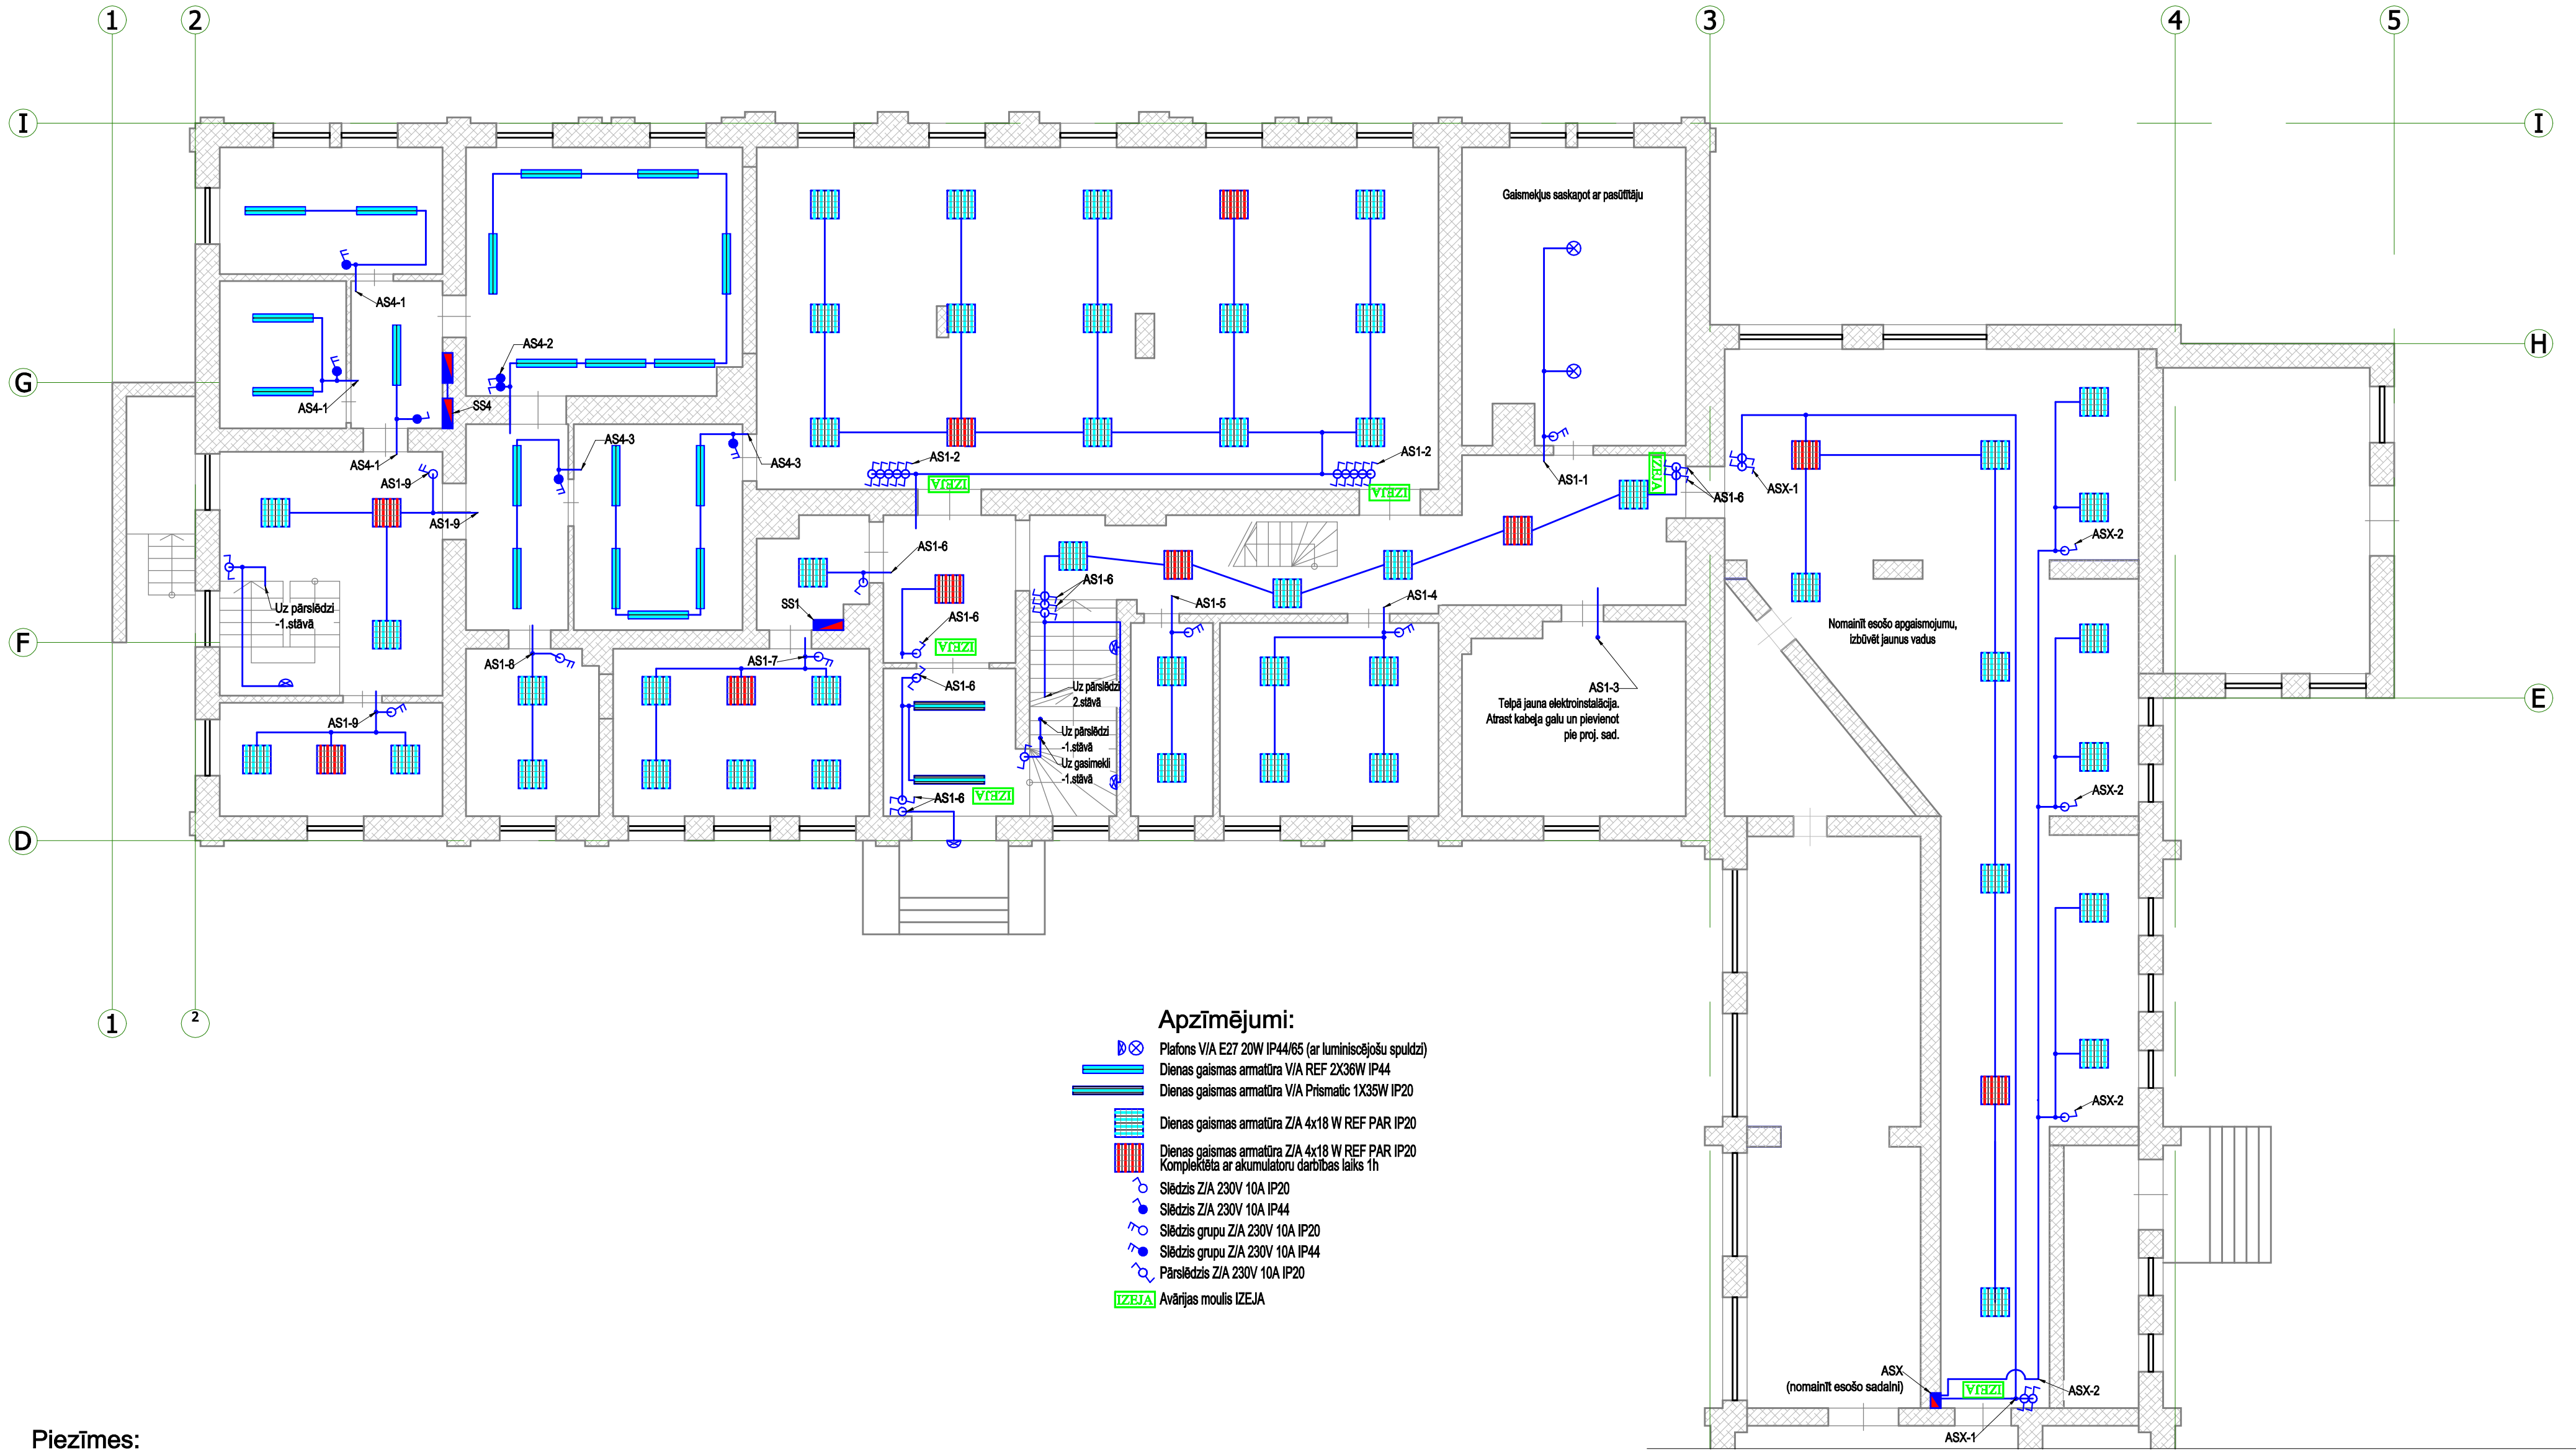 1
2
3
4
5
I
I
Gaismekļus saskaņot ar pasūtītāju
AS4-1
H
AS4-2
G
AS4-1
SS4
AS4-3
AS4-3
AS4-1
AS1-9
AS1-2
AS1-2
IZEJA
IZEJA
IZEJA
AS1-1
AS1-6
ASX-1
AS1-9
ASX-2
AS1-6
AS1-6
Uz pārslēdzi
-1.stāvā
SS1
AS1-6
AS1-5
AS1-4
Nomainīt esošo apgaismojumu,
izbūvēt jaunus vadus
F
IZEJA
AS1-8
AS1-7
AS1-6
Uz pārslēdzi
2.stāvā
AS1-3
Telpā jauna elektroinstalācija.
Atrast kabeļa galu un pievienot
pie proj. sad.
E
AS1-9
Uz pārslēdzi
-1.stāvā
Uz gasimekli
-1.stāvā
AS1-6
IZEJA
ASX-2
D
1
2
Apzīmējumi:
Plafons V/A E27 20W IP44/65 (ar luminiscējošu spuldzi)
Dienas gaismas armatūra V/A REF 2X36W IP44
Dienas gaismas armatūra V/A Prismatic 1X35W IP20
Dienas gaismas armatūra Z/A 4x18 W REF PAR IP20
Dienas gaismas armatūra Z/A 4x18 W REF PAR IP20
Komplektēta ar akumulatoru darbības laiks 1h
Slēdzis Z/A 230V 10A IP20
Slēdzis Z/A 230V 10A IP44
Slēdzis grupu Z/A 230V 10A IP20
Slēdzis grupu Z/A 230V 10A IP44
Pārslēdzis Z/A 230V 10A IP20
IZEJA Avārijas moulis IZEJA
ASX-2
ASX
(nomainīt esošo sadalni)
IZEJA
ASX-2
ASX-1
Piezīmes: